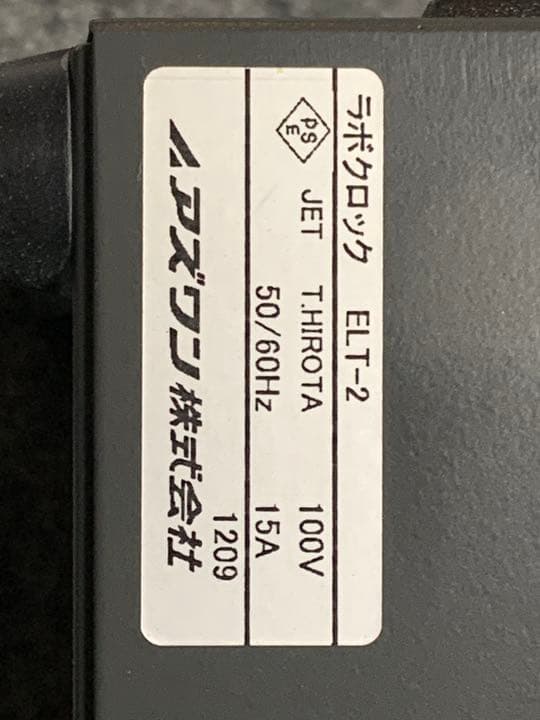 ラボクロック ELT-2
PSE JET T.HIROTA 100V
50/60Hz 15A
1209
アズワン株式会社